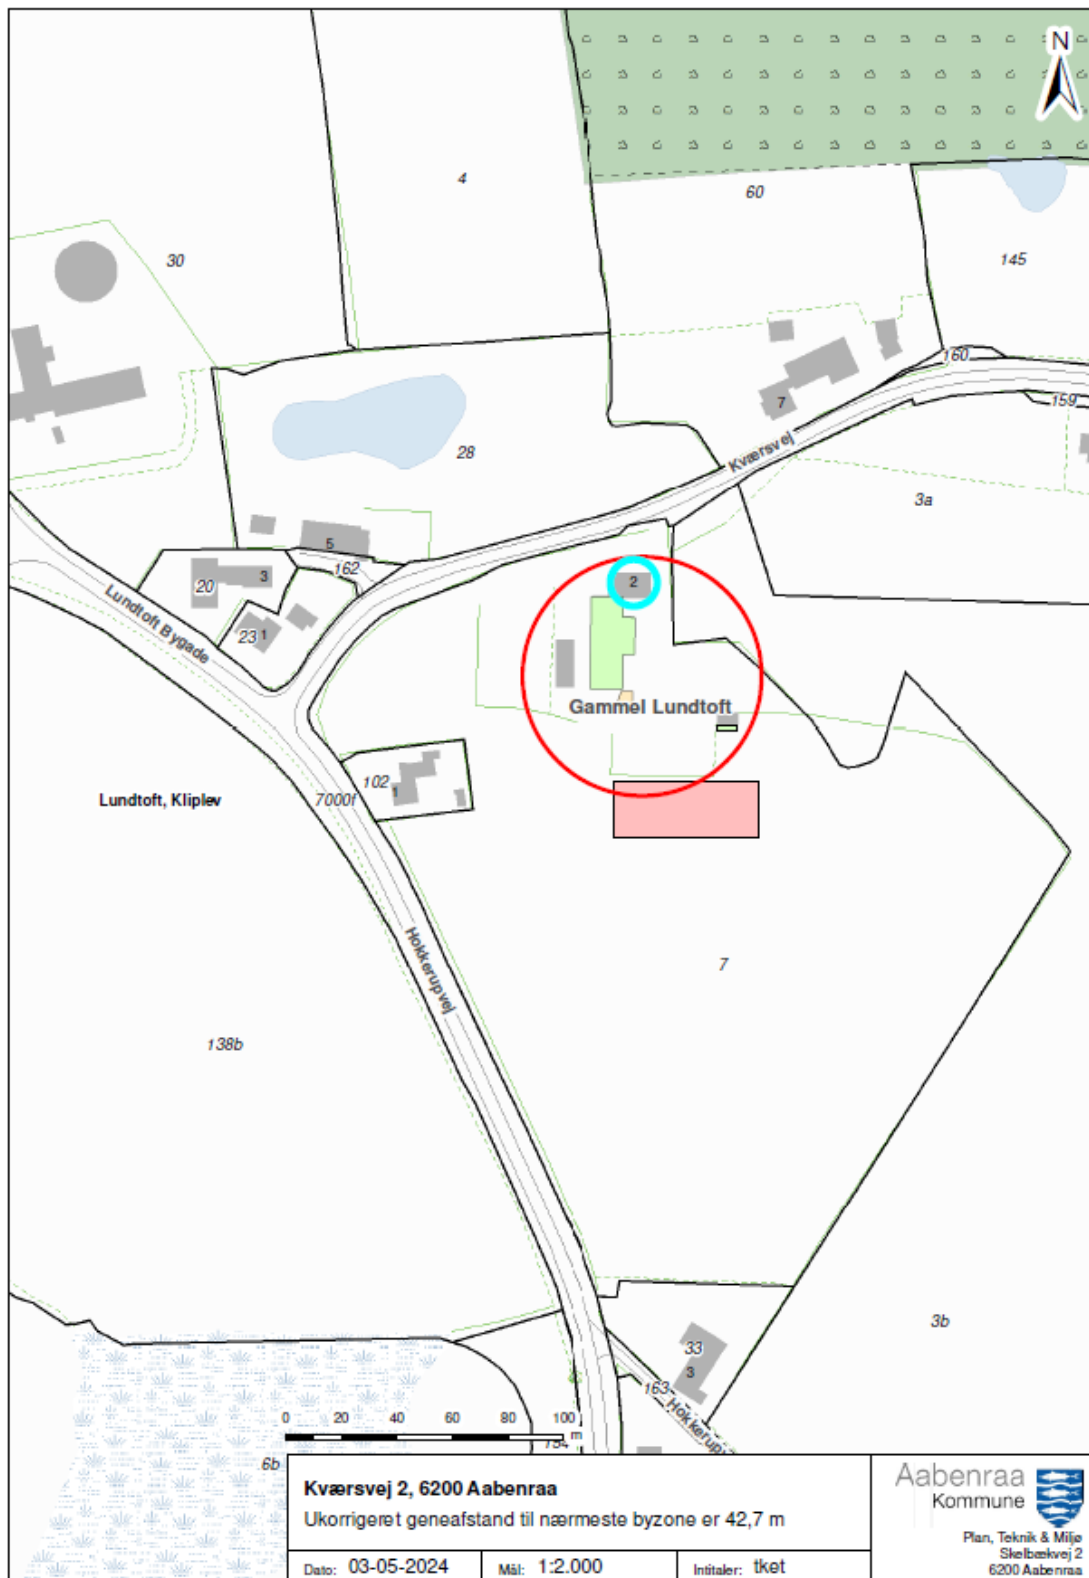 N
4
60
30
145
160
7
159
Kværsvej
28
3a
5
162
20
3
2
Lundtoft Bygade
23
1
Gammel Lundtoft
102
1
7000f
Lundtoft, Kliplev
Hokkerupvej
7
138b
3b
33
3
163
0 20 40 60 80 100
m
6b
Kværsvej 2, 6200 Aabenraa
Ukorrigeret geneafstand til nærmeste byzone er 42,7 m
Dato: 03-05-2024
Mål: 1:2.000
Intitaler: tket
Aabenraa
Kommune
Plan, Teknik & Miljø
Skelbækvej 2
6200 Aabenraa